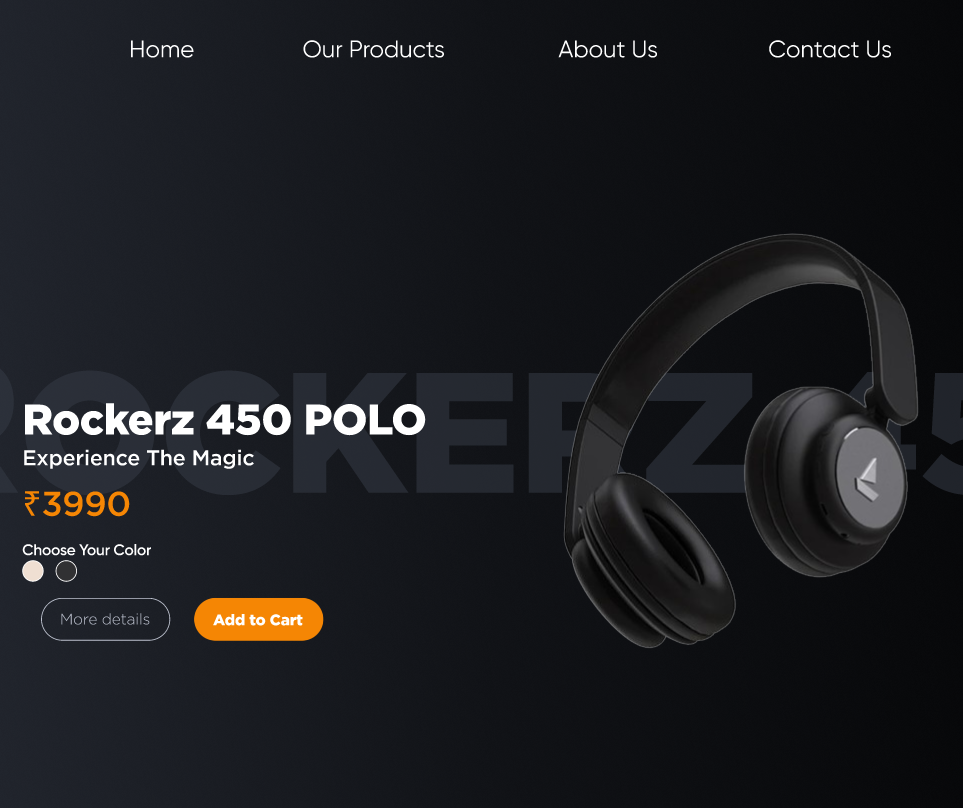 Home Our Products About Us Contact Us
ROCKERZ 45
Rockerz 450 POLO
Experience The Magic
₹3990
Choose Your Color
More details Add to Cart